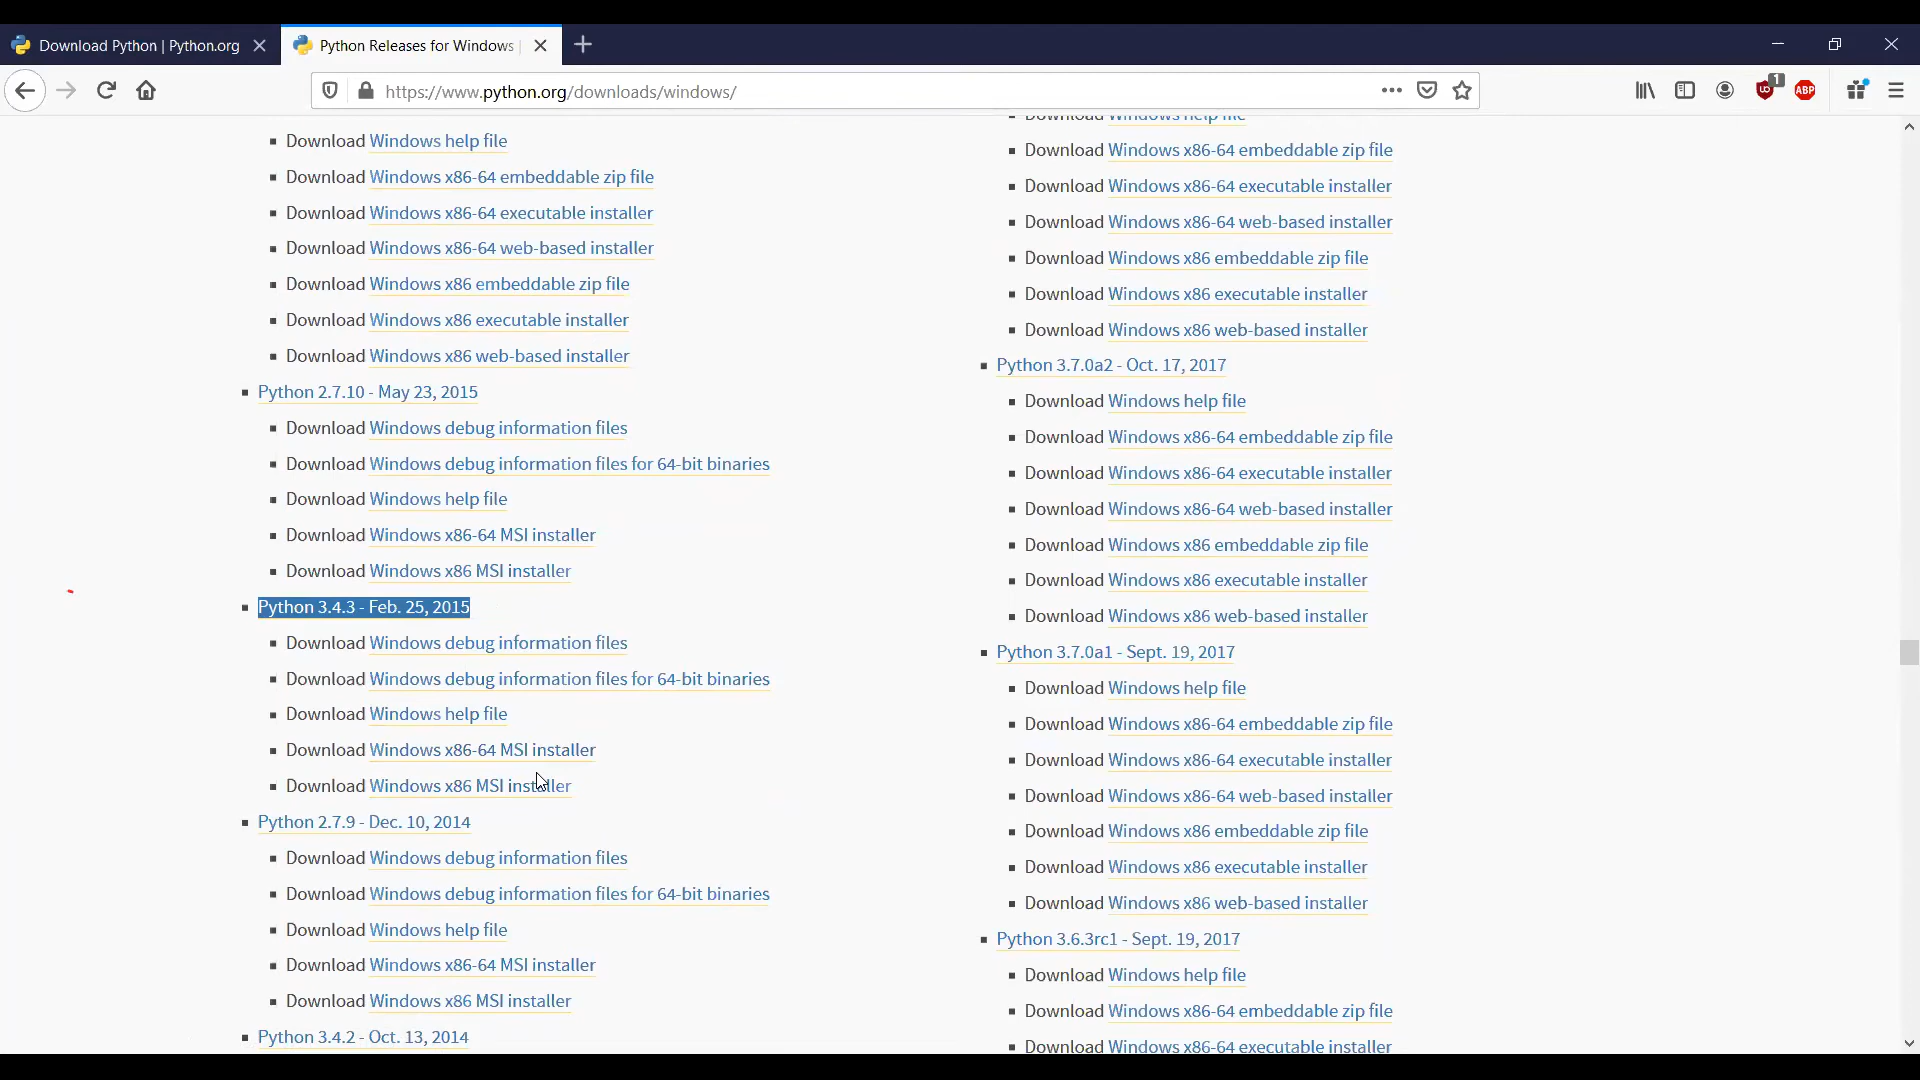 Download Python | Python.org
Python Releases for Windows |
https://www.python.org/downloads/windows/
1
ABP
Download Windows help file
Download Windows x86-64 embeddable zip file
Download Windows x86-64 executable installer
Download Windows x86-64 web-based installer
Download Windows x86 embeddable zip file
Download Windows x86 executable installer
Download Windows x86 web-based installer
Python 2.7.10 - May 23, 2015
Download Windows debug information files
Download Windows debug information files for 64-bit binaries
Download Windows help file
Download Windows x86-64 MSI installer
Download Windows x86 MSI installer
Python 3.4.3 - Feb. 25, 2015
Download Windows debug information files
Download Windows debug information files for 64-bit binaries
Download Windows help file
Download Windows x86-64 MSI installer
Download Windows x86 MSI installer
Python 2.7.9 - Dec. 10, 2014
Download Windows debug information files
Download Windows debug information files for 64-bit binaries
Download Windows help file
Download Windows x86-64 MSI installer
Download Windows x86 MSI installer
Python 3.4.2 - Oct. 13, 2014
Download Windows help file
Download Windows x86-64 embeddable zip file
Download Windows x86-64 executable installer
Download Windows x86-64 web-based installer
Download Windows x86 embeddable zip file
Download Windows x86 executable installer
Download Windows x86 web-based installer
Python 3.7.0a2 - Oct. 17, 2017
Download Windows help file
Download Windows x86-64 embeddable zip file
Download Windows x86-64 executable installer
Download Windows x86-64 web-based installer
Download Windows x86 embeddable zip file
Download Windows x86 executable installer
Download Windows x86 web-based installer
Python 3.7.0a1 - Sept. 19, 2017
Download Windows help file
Download Windows x86-64 embeddable zip file
Download Windows x86-64 executable installer
Download Windows x86-64 web-based installer
Download Windows x86 embeddable zip file
Download Windows x86 executable installer
Download Windows x86 web-based installer
Python 3.6.3rc1 - Sept. 19, 2017
Download Windows help file
Download Windows x86-64 embeddable zip file
Download Windows x86-64 executable installer